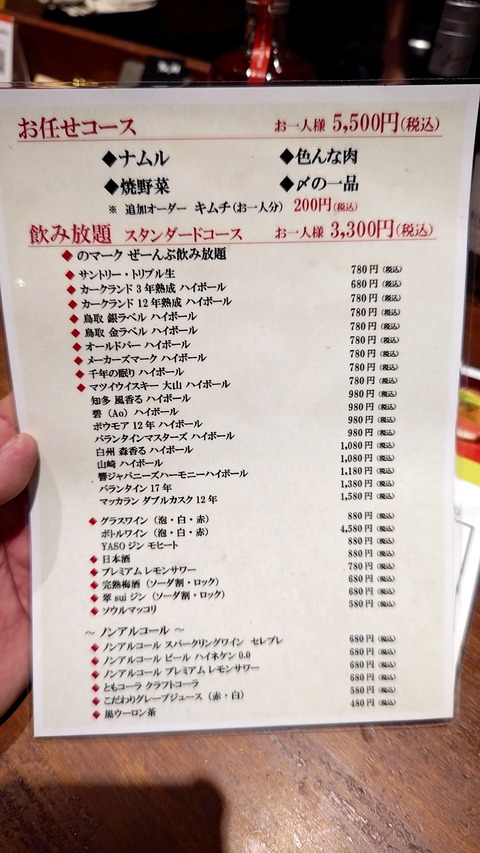 お任せコース お一人様 5,500円(税込)
◆ナムル ◆色んな肉
◆焼野菜 ◆〆の一品
※ 追加オーダー キムチ(お一人分) 200円(税込)
飲み放題 スタンダードコース お一人様 3,300円(税込)
◆のマーク ぜーんぶ飲み放題
◆サントリー・トリプル生 780円(税込)
◆カークランド 3年熟成 ハイボール 680円(税込)
◆カークランド 12年熟成 ハイボール 780円(税込)
◆鳥取 銀ラベル ハイボール 780円(税込)
◆鳥取 金ラベル ハイボール 780円(税込)
◆オールドパー ハイボール 780円(税込)
◆メーカーズマーク ハイボール 780円(税込)
◆千年の眠り ハイボール 780円(税込)
◆マツイウイスキー 大山 ハイボール 780円(税込)
知多 風香る ハイボール 980円(税込)
碧（Ao）ハイボール 980円(税込)
ボウモア 12年 ハイボール 980円(税込)
バランタインマスターズ ハイボール 980円(税込)
白州 森香る ハイボール 1,080円(税込)
山崎 ハイボール 1,080円(税込)
響ジャパニーズハーモニーハイボール 1,180円(税込)
バランタイン 17年 1,380円(税込)
マッカラン ダブルカスク 12年 1,580円(税込)
◆グラスワイン（泡・白・赤） 880円(税込)
ボトルワイン（泡・白・赤） 4,580円(税込)
YASOジン モヒート 880円(税込)
◆日本酒 880円(税込)
◆プレミアム レモンサワー 780円(税込)
◆完熟梅酒（ソーダ割・ロック） 680円(税込)
◆翠 sui ジン（ソーダ割・ロック） 680円(税込)
◆ソウルマッコリ 580円(税込)
～ ノンアルコール ～
◆ノンアルコール スパークリングワイン セレブレ 680円(税込)
◆ノンアルコール ビール ハイネケン 0.0 680円(税込)
◆ノンアルコール プレミアム レモンサワー 680円(税込)
◆ともコーラ クラフトコーラ 680円(税込)
◆こだわりグレープジュース（赤・白） 580円(税込)
◆黒ウーロン茶 480円(税込)